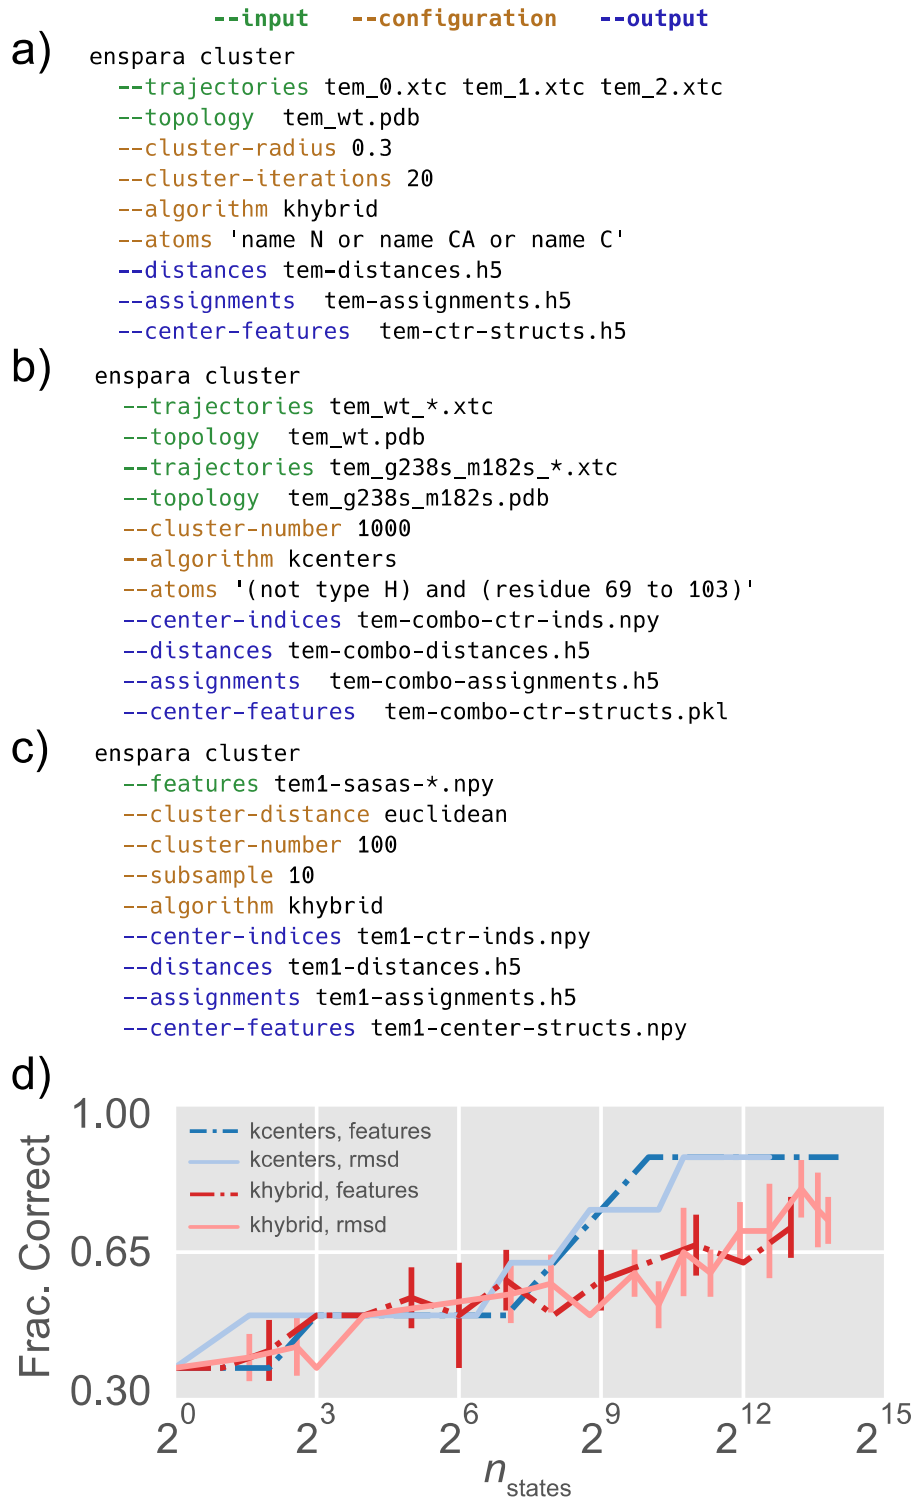 --input --configuration --output
a)
enspara cluster
--trajectories tem_0.xtc tem_1.xtc tem_2.xtc
--topology tem_wt.pdb
--cluster-radius 0.3
--cluster-iterations 20
--algorithm khybrid
--atoms 'name N or name CA or name C'
--distances tem-distances.h5
--assignments tem-assignments.h5
--center-features tem-ctr-structs.h5
b)
enspara cluster
--trajectories tem_wt_*.xtc
--topology tem_wt.pdb
--trajectories tem_g238s_m182s_*.xtc
--topology tem_g238s_m182s.pdb
--cluster-number 1000
--algorithm kcenters
--atoms '(not type H) and (residue 69 to 103)'
--center-indices tem-combo-ctr-inds.npy
--distances tem-combo-distances.h5
--assignments tem-combo-assignments.h5
--center-features tem-combo-ctr-structs.pkl
c)
enspara cluster
--features tem1-sasas-*.npy
--cluster-distance euclidean
--cluster-number 100
--subsample 10
--algorithm khybrid
--center-indices tem1-ctr-inds.npy
--distances tem1-distances.h5
--assignments tem1-assignments.h5
--center-features tem1-center-structs.npy
d)
Frac. Correct
1.00
0.65
0.30
kcenters, features
kcenters, rmsd
khybrid, features
khybrid, rmsd
2^0 2^3 2^6 2^9 2^12 2^15
n_states